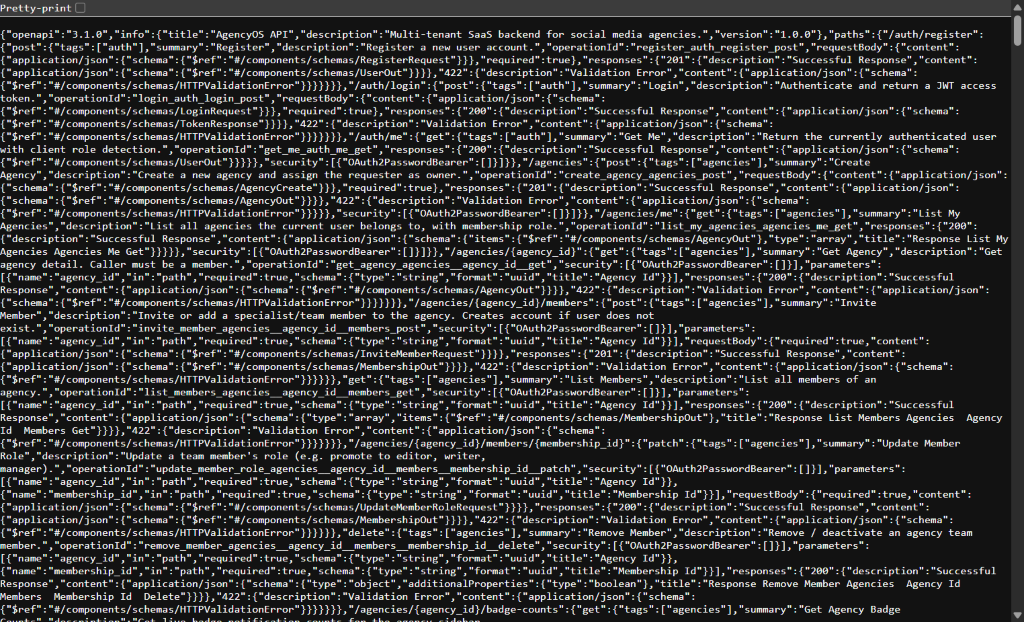 Pretty-print
{"openapi":"3.1.0","info":{"title":"AgencyOS API","description":"Multi-tenant SaaS backend for social media agencies.","version":"1.0.0"},"paths":{"/auth/register":
{"post":{"tags":["auth"],"summary":"Register","description":"Register a new user account.","operationId":"register_auth_register_post","requestBody":{"content":
{"application/json":{"schema":{"$ref":"#/components/schemas/RegisterRequest"}}},"required":true},"responses":{"201":{"description":"Successful Response","content":
{"application/json":{"schema":{"$ref":"#/components/schemas/UserOut"}}}},"422":{"description":"Validation Error","content":{"application/json":{"schema":
{"$ref":"#/components/schemas/HTTPValidationError"}}}}}}},"/auth/login":{"post":{"tags":["auth"],"summary":"Login","description":"Authenticate and return a JWT access
token.","operationId":"login_auth_login_post","requestBody":{"content":{"application/json":{"schema":
{"$ref":"#/components/schemas/LoginRequest"}}},"required":true},"responses":{"200":{"description":"Successful Response","content":{"application/json":{"schema":
{"$ref":"#/components/schemas/TokenResponse"}}}},"422":{"description":"Validation Error","content":{"application/json":{"schema":
{"$ref":"#/components/schemas/HTTPValidationError"}}}}}}},"/auth/me":{"get":{"tags":["auth"],"summary":"Get Me","description":"Return the currently authenticated user
with client role detection.","operationId":"get_me_auth_me_get","responses":{"200":{"description":"Successful Response","content":{"application/json":{"schema":
{"$ref":"#/components/schemas/UserOut"}}}}},"security":[{"OAuth2PasswordBearer":[]}]}},"/agencies":{"post":{"tags":["agencies"],"summary":"Create
Agency","description":"Create a new agency and assign the requester as owner.","operationId":"create_agency_agencies_post","requestBody":{"content":{"application/json":
{"schema":{"$ref":"#/components/schemas/AgencyCreate"}}},"required":true},"responses":{"201":{"description":"Successful Response","content":{"application/json":
{"schema":{"$ref":"#/components/schemas/AgencyOut"}}}},"422":{"description":"Validation Error","content":{"application/json":{"schema":
{"$ref":"#/components/schemas/HTTPValidationError"}}}}},"security":[{"OAuth2PasswordBearer":[]}]}},"/agencies/me":{"get":{"tags":["agencies"],"summary":"List My
Agencies","description":"List all agencies the current user belongs to, with membership role.","operationId":"list_my_agencies_agencies_me_get","responses":{"200":
{"description":"Successful Response","content":{"application/json":{"schema":{"items":{"$ref":"#/components/schemas/AgencyOut"},"type":"array","title":"Response List My
Agencies Agencies Me Get"}}}}},"security":[{"OAuth2PasswordBearer":[]}]}},"/agencies/{agency_id}":{"get":{"tags":["agencies"],"summary":"Get Agency","description":"Get
agency detail. Caller must be a member.","operationId":"get_agency_agencies__agency_id__get","security":[{"OAuth2PasswordBearer":[]}],"parameters":
[{"name":"agency_id","in":"path","required":true,"schema":{"type":"string","format":"uuid","title":"Agency Id"}}],"responses":{"200":{"description":"Successful
Response","content":{"application/json":{"schema":{"$ref":"#/components/schemas/AgencyOut"}}}},"422":{"description":"Validation Error","content":{"application/json":
{"schema":{"$ref":"#/components/schemas/HTTPValidationError"}}}}}}},"/agencies/{agency_id}/members":{"post":{"tags":["agencies"],"summary":"Invite
Member","description":"Invite or add a specialist/team member to the agency. Creates account if user does not
exist.","operationId":"invite_member_agencies__agency_id__members_post","security":[{"OAuth2PasswordBearer":[]}],"parameters":
[{"name":"agency_id","in":"path","required":true,"schema":{"type":"string","format":"uuid","title":"Agency Id"}}],"requestBody":{"required":true,"content":
{"application/json":{"schema":{"$ref":"#/components/schemas/InviteMemberRequest"}}}},"responses":{"201":{"description":"Successful Response","content":
{"application/json":{"schema":{"$ref":"#/components/schemas/MembershipOut"}}}},"422":{"description":"Validation Error","content":{"application/json":{"schema":
{"$ref":"#/components/schemas/HTTPValidationError"}}}}}},"get":{"tags":["agencies"],"summary":"List Members","description":"List all members of an
agency.","operationId":"list_members_agencies__agency_id__members_get","security":[{"OAuth2PasswordBearer":[]}],"parameters":
[{"name":"agency_id","in":"path","required":true,"schema":{"type":"string","format":"uuid","title":"Agency Id"}}],"responses":{"200":{"description":"Successful
Response","content":{"application/json":{"schema":{"type":"array","items":{"$ref":"#/components/schemas/MembershipOut"},"title":"Response List Members Agencies  Agency
Id  Members Get"}}}},"422":{"description":"Validation Error","content":{"application/json":{"schema":
{"$ref":"#/components/schemas/HTTPValidationError"}}}}}}},"/agencies/{agency_id}/members/{membership_id}":{"patch":{"tags":["agencies"],"summary":"Update Member
Role","description":"Update a team member's role (e.g. promote to editor, writer,
manager).","operationId":"update_member_role_agencies__agency_id__members__membership_id__patch","security":[{"OAuth2PasswordBearer":[]}],"parameters":
[{"name":"agency_id","in":"path","required":true,"schema":{"type":"string","format":"uuid","title":"Agency Id"}},
{"name":"membership_id","in":"path","required":true,"schema":{"type":"string","format":"uuid","title":"Membership Id"}}],"requestBody":{"required":true,"content":
{"application/json":{"schema":{"$ref":"#/components/schemas/UpdateMemberRoleRequest"}}}},"responses":{"200":{"description":"Successful Response","content":
{"application/json":{"schema":{"$ref":"#/components/schemas/MembershipOut"}}}},"422":{"description":"Validation Error","content":{"application/json":{"schema":
{"$ref":"#/components/schemas/HTTPValidationError"}}}}}},"delete":{"tags":["agencies"],"summary":"Remove Member","description":"Remove / deactivate an agency team
member.","operationId":"remove_member_agencies__agency_id__members__membership_id__delete","security":[{"OAuth2PasswordBearer":[]}],"parameters":
[{"name":"agency_id","in":"path","required":true,"schema":{"type":"string","format":"uuid","title":"Agency Id"}},
{"name":"membership_id","in":"path","required":true,"schema":{"type":"string","format":"uuid","title":"Membership Id"}}],"responses":{"200":{"description":"Successful
Response","content":{"application/json":{"schema":{"type":"object","additionalProperties":{"type":"boolean"},"title":"Response Remove Member Agencies  Agency Id
Members  Membership Id  Delete"}}}},"422":{"description":"Validation Error","content":{"application/json":{"schema":
{"$ref":"#/components/schemas/HTTPValidationError"}}}}}}},"/agencies/{agency_id}/badge-counts":{"get":{"tags":["agencies"],"summary":"Get Agency Badge
Counts","description":"Get live badge notification counts for the agency sidebar